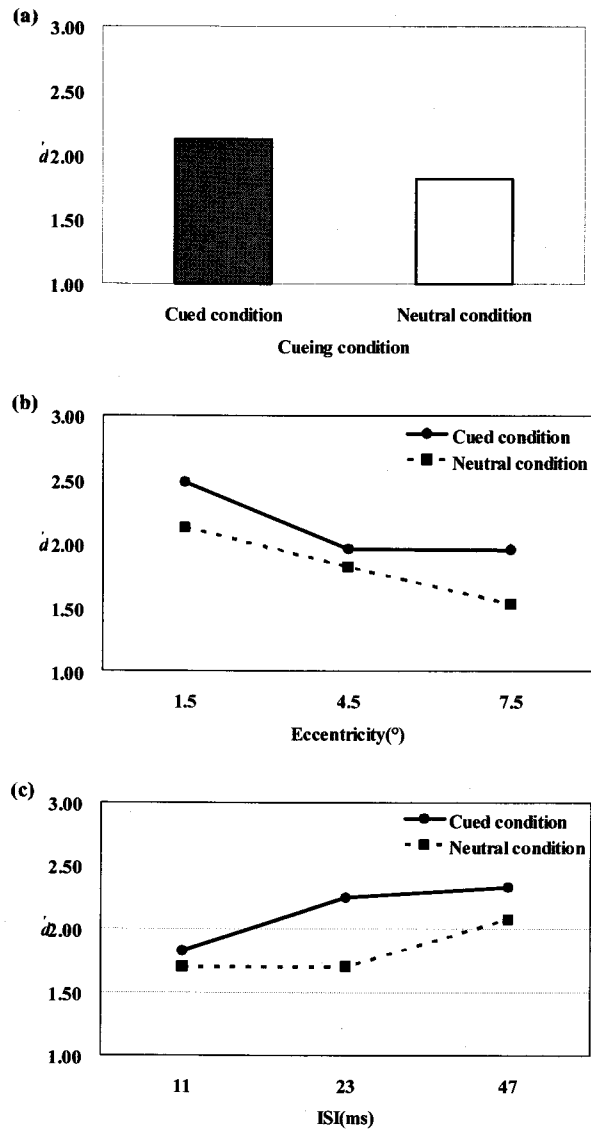 (a)
3.00
2.50
d' 2.00
1.50
1.00
Cued condition Neutral condition
Cueing condition
(b)
3.00
Cued condition
Neutral condition
2.50
d' 2.00
1.50
1.00
1.5 4.5 7.5
Eccentricity(°)
(c)
3.00
Cued condition
Neutral condition
2.50
d' 2.00
1.50
1.00
11 23 47
ISI(ms)